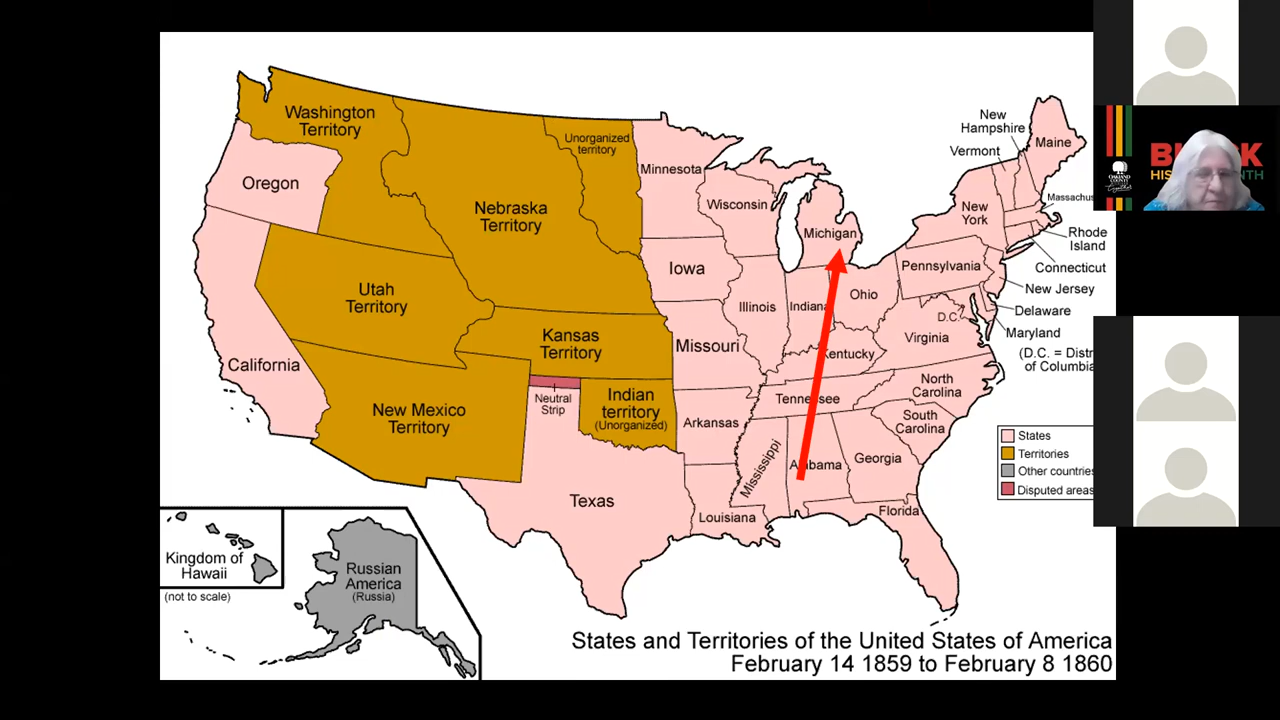 Washington
Territory
Oregon
California
Utah
Territory
Nebraska
Territory
Unorganized
territory
Kansas
Territory
New Mexico
Territory
Neutral
Strip
Indian
territory
(Unorganized)
Texas
Minnesota
Iowa
Missouri
Arkansas
Louisiana
Wisconsin
Illinois
Michigan
Indiana
Ohio
Kentucky
Tennessee
Mississippi
Alabama
Georgia
Florida
South
Carolina
North
Carolina
Virginia
D.C.
Pennsylvania
New
York
Vermont
New
Hampshire
Maine
Massachus
Rhode
Island
Connecticut
New Jersey
Delaware
Maryland
(D.C. = Distr
of Columbia
States
Territories
Other countries
Disputed areas
Kingdom of
Hawaii
(not to scale)
Russian
America
(Russia)
States and Territories of the United States of America
February 14 1859 to February 8 1860
OAKLAND
COUNTY